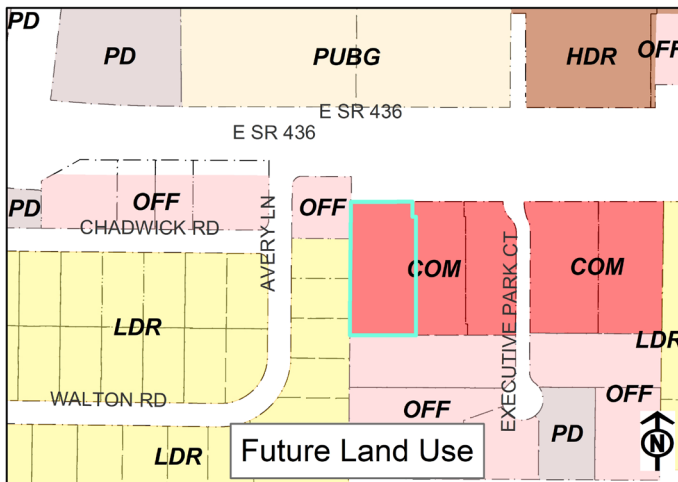 PD
PD
PUBG
HDR
OFF
E SR 436
E SR 436
PD
OFF
OFF
CHADWICK RD
AVERY LN
COM
EXECUTIVE PARK CT
COM
LDR
LDR
WALTON RD
OFF
OFF
PD
LDR
Future Land Use
N